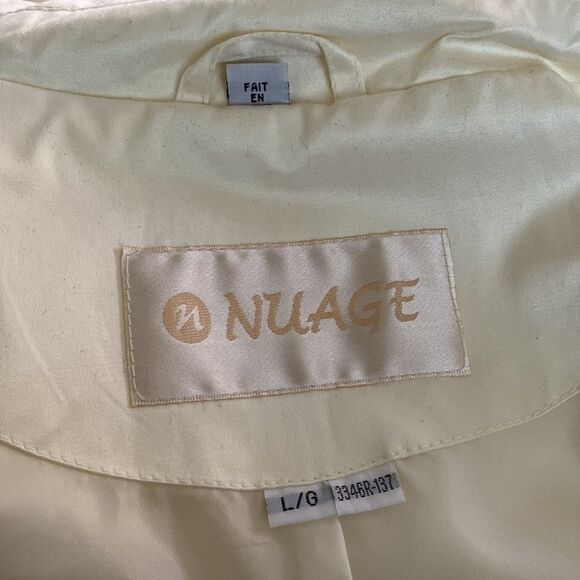 FAIT
EN
n NUAGE
L/G 3346R-137